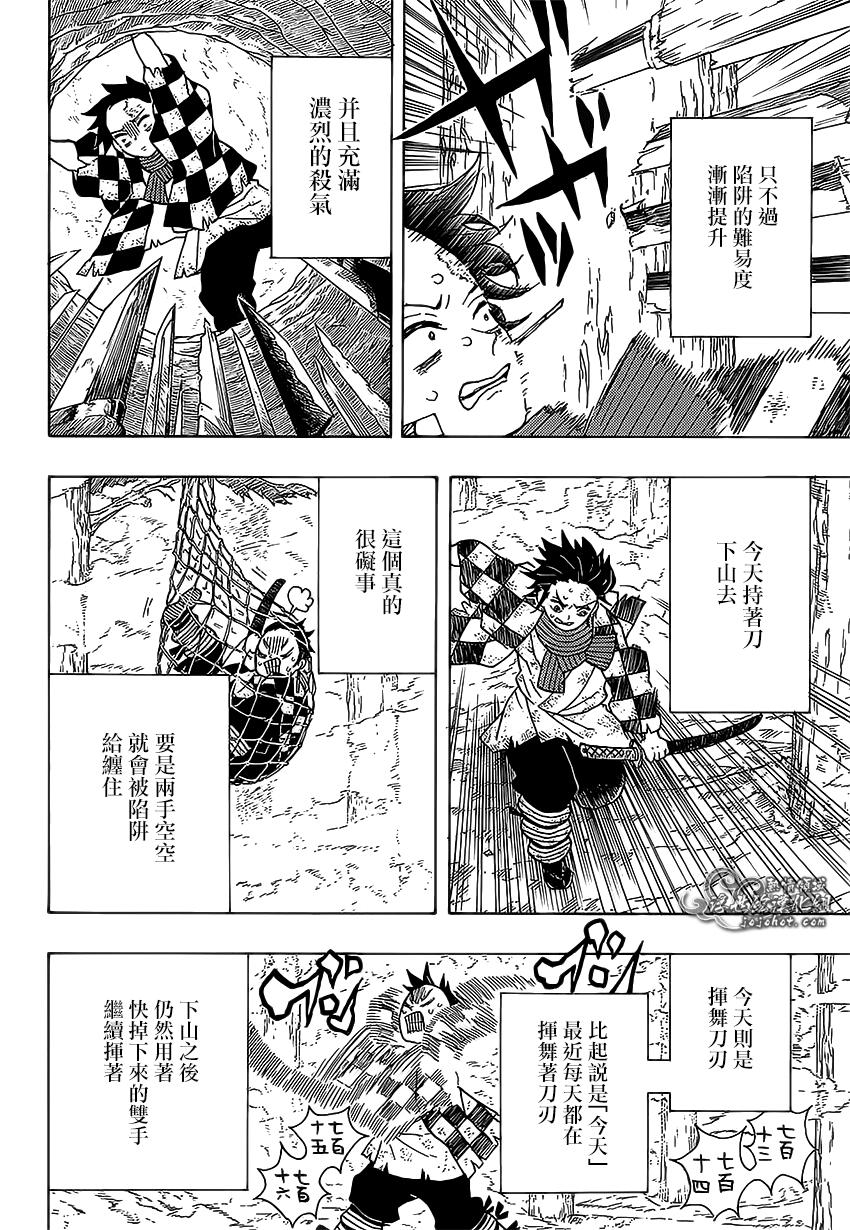 只不過
陷阱的難易度
漸漸提升
并且充滿
濃烈的殺氣
今天持著刀
下山去
這個真的
很礙事
要是兩手空空
就會被陷阱
給纏住
jojohot.com
今天則是
揮舞刀刃
七百
十三
七百
十四
比起説是「今天」
最近每天都在
揮舞著刀刃
七百
十五
七百
十六
下山之後
仍然用著
快掉下來的雙手
繼續揮著